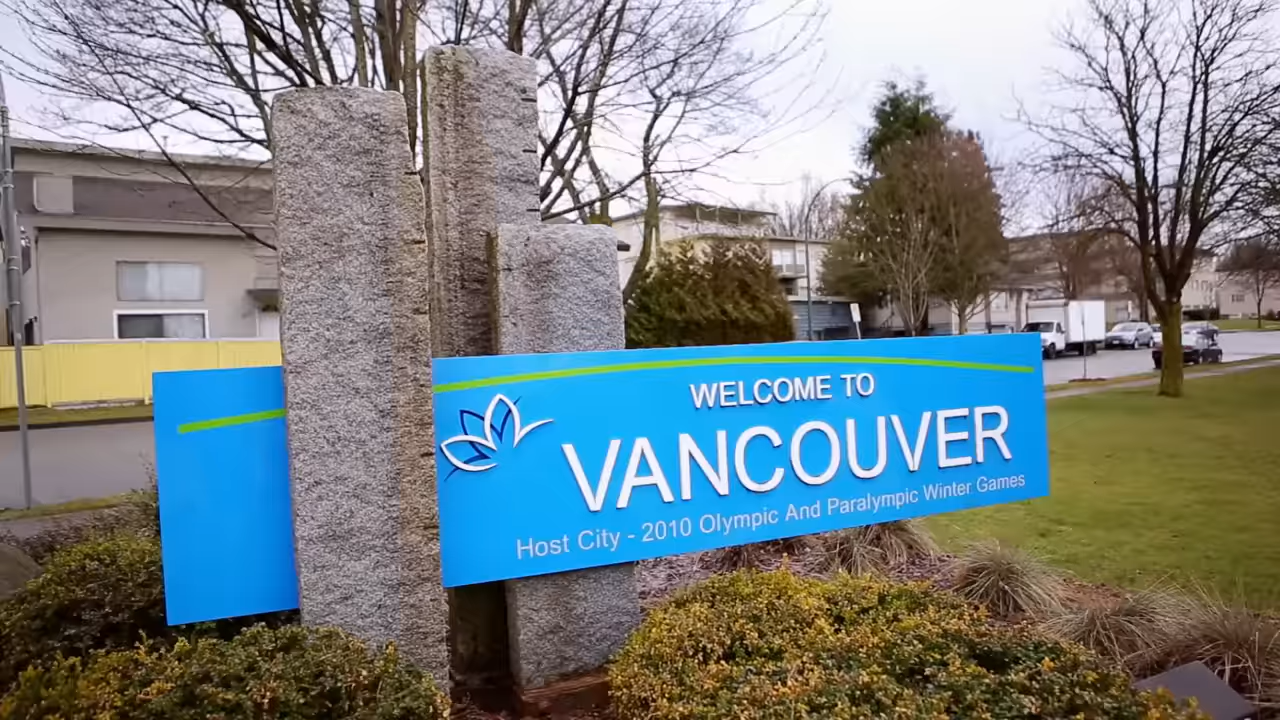 WELCOME TO
VANCOUVER
Host City - 2010 Olympic And Paralympic Winter Games